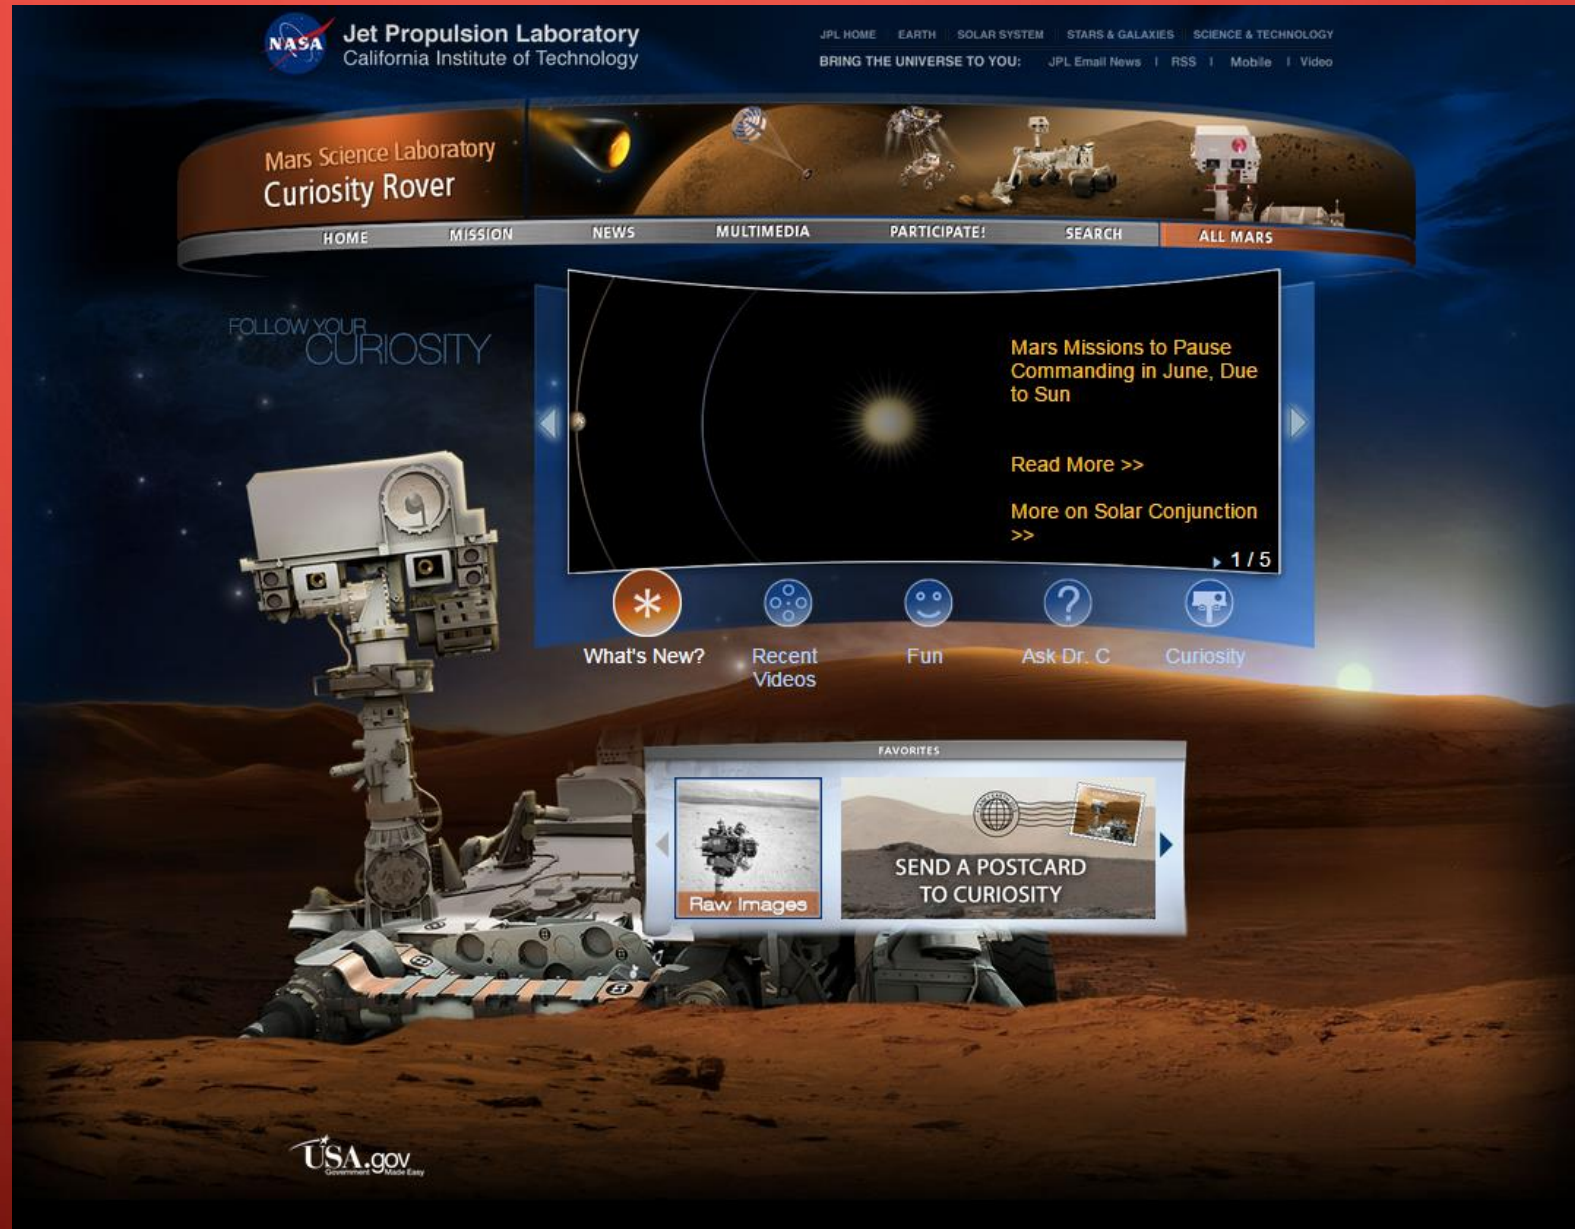 NASA
Jet Propulsion Laboratory
California Institute of Technology
JPL HOME EARTH SOLAR SYSTEM STARS & GALAXIES SCIENCE & TECHNOLOGY
BRING THE UNIVERSE TO YOU: JPL Email News | RSS | Mobile | Video
Mars Science Laboratory
Curiosity Rover
HOME MISSION NEWS MULTIMEDIA PARTICIPATE! SEARCH ALL MARS
FOLLOW YOUR
CURIOSITY
Mars Missions to Pause
Commanding in June, Due
to Sun
Read More >>
More on Solar Conjunction
>>
1 / 5
What's New?
Recent
Videos
Fun
Ask Dr. C
Curiosity
FAVORITES
Raw Images
SEND A POSTCARD
TO CURIOSITY
USA.gov
Government Made Easy